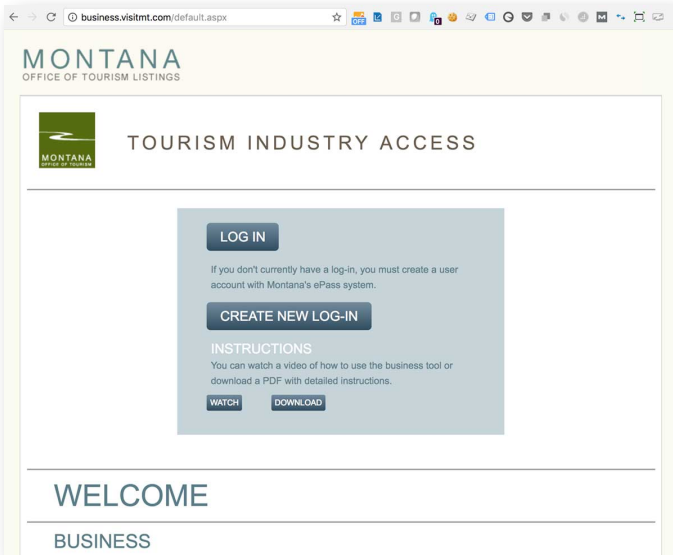 business.visitmt.com/default.aspx
OFF
0
MONTANA
OFFICE OF TOURISM LISTINGS
MONTANA
OFFICE OF TOURISM
TOURISM INDUSTRY ACCESS
LOG IN
If you don't currently have a log-in, you must create a user
account with Montana's ePass system.
CREATE NEW LOG-IN
INSTRUCTIONS
You can watch a video of how to use the business tool or
download a PDF with detailed instructions.
WATCH DOWNLOAD
WELCOME
BUSINESS